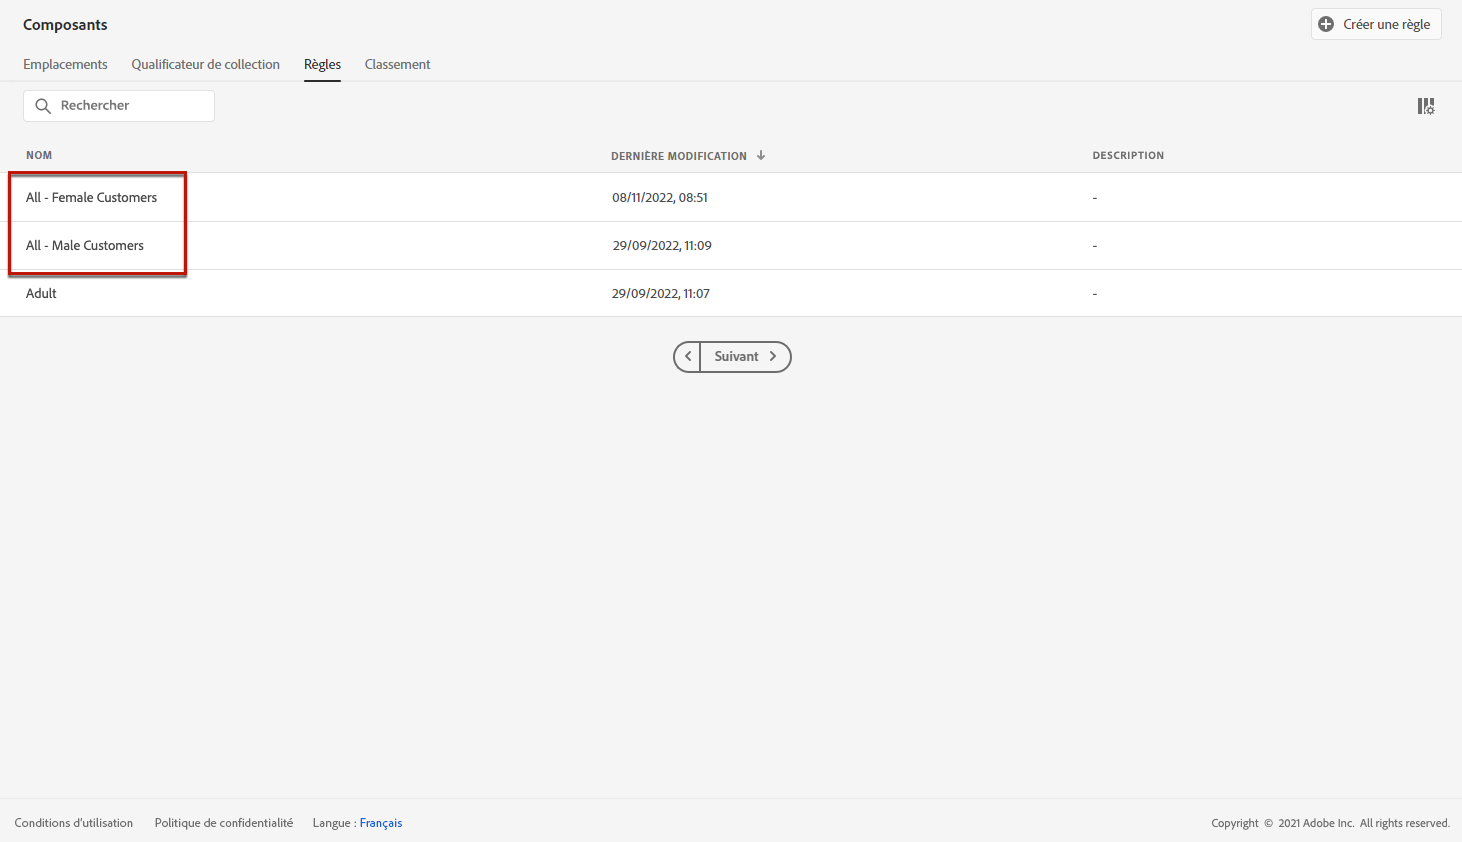 Composants
Créer une règle
Emplacements Qualificateur de collection Règles Classement
Rechercher
NOM DERNIÈRE MODIFICATION DESCRIPTION
All - Female Customers 08/11/2022, 08:51 -
All - Male Customers 29/09/2022, 11:09 -
Adult 29/09/2022, 11:07 -
Suivant
Conditions d'utilisation Politique de confidentialité Langue : Français Copyright © 2021 Adobe Inc. All rights reserved.